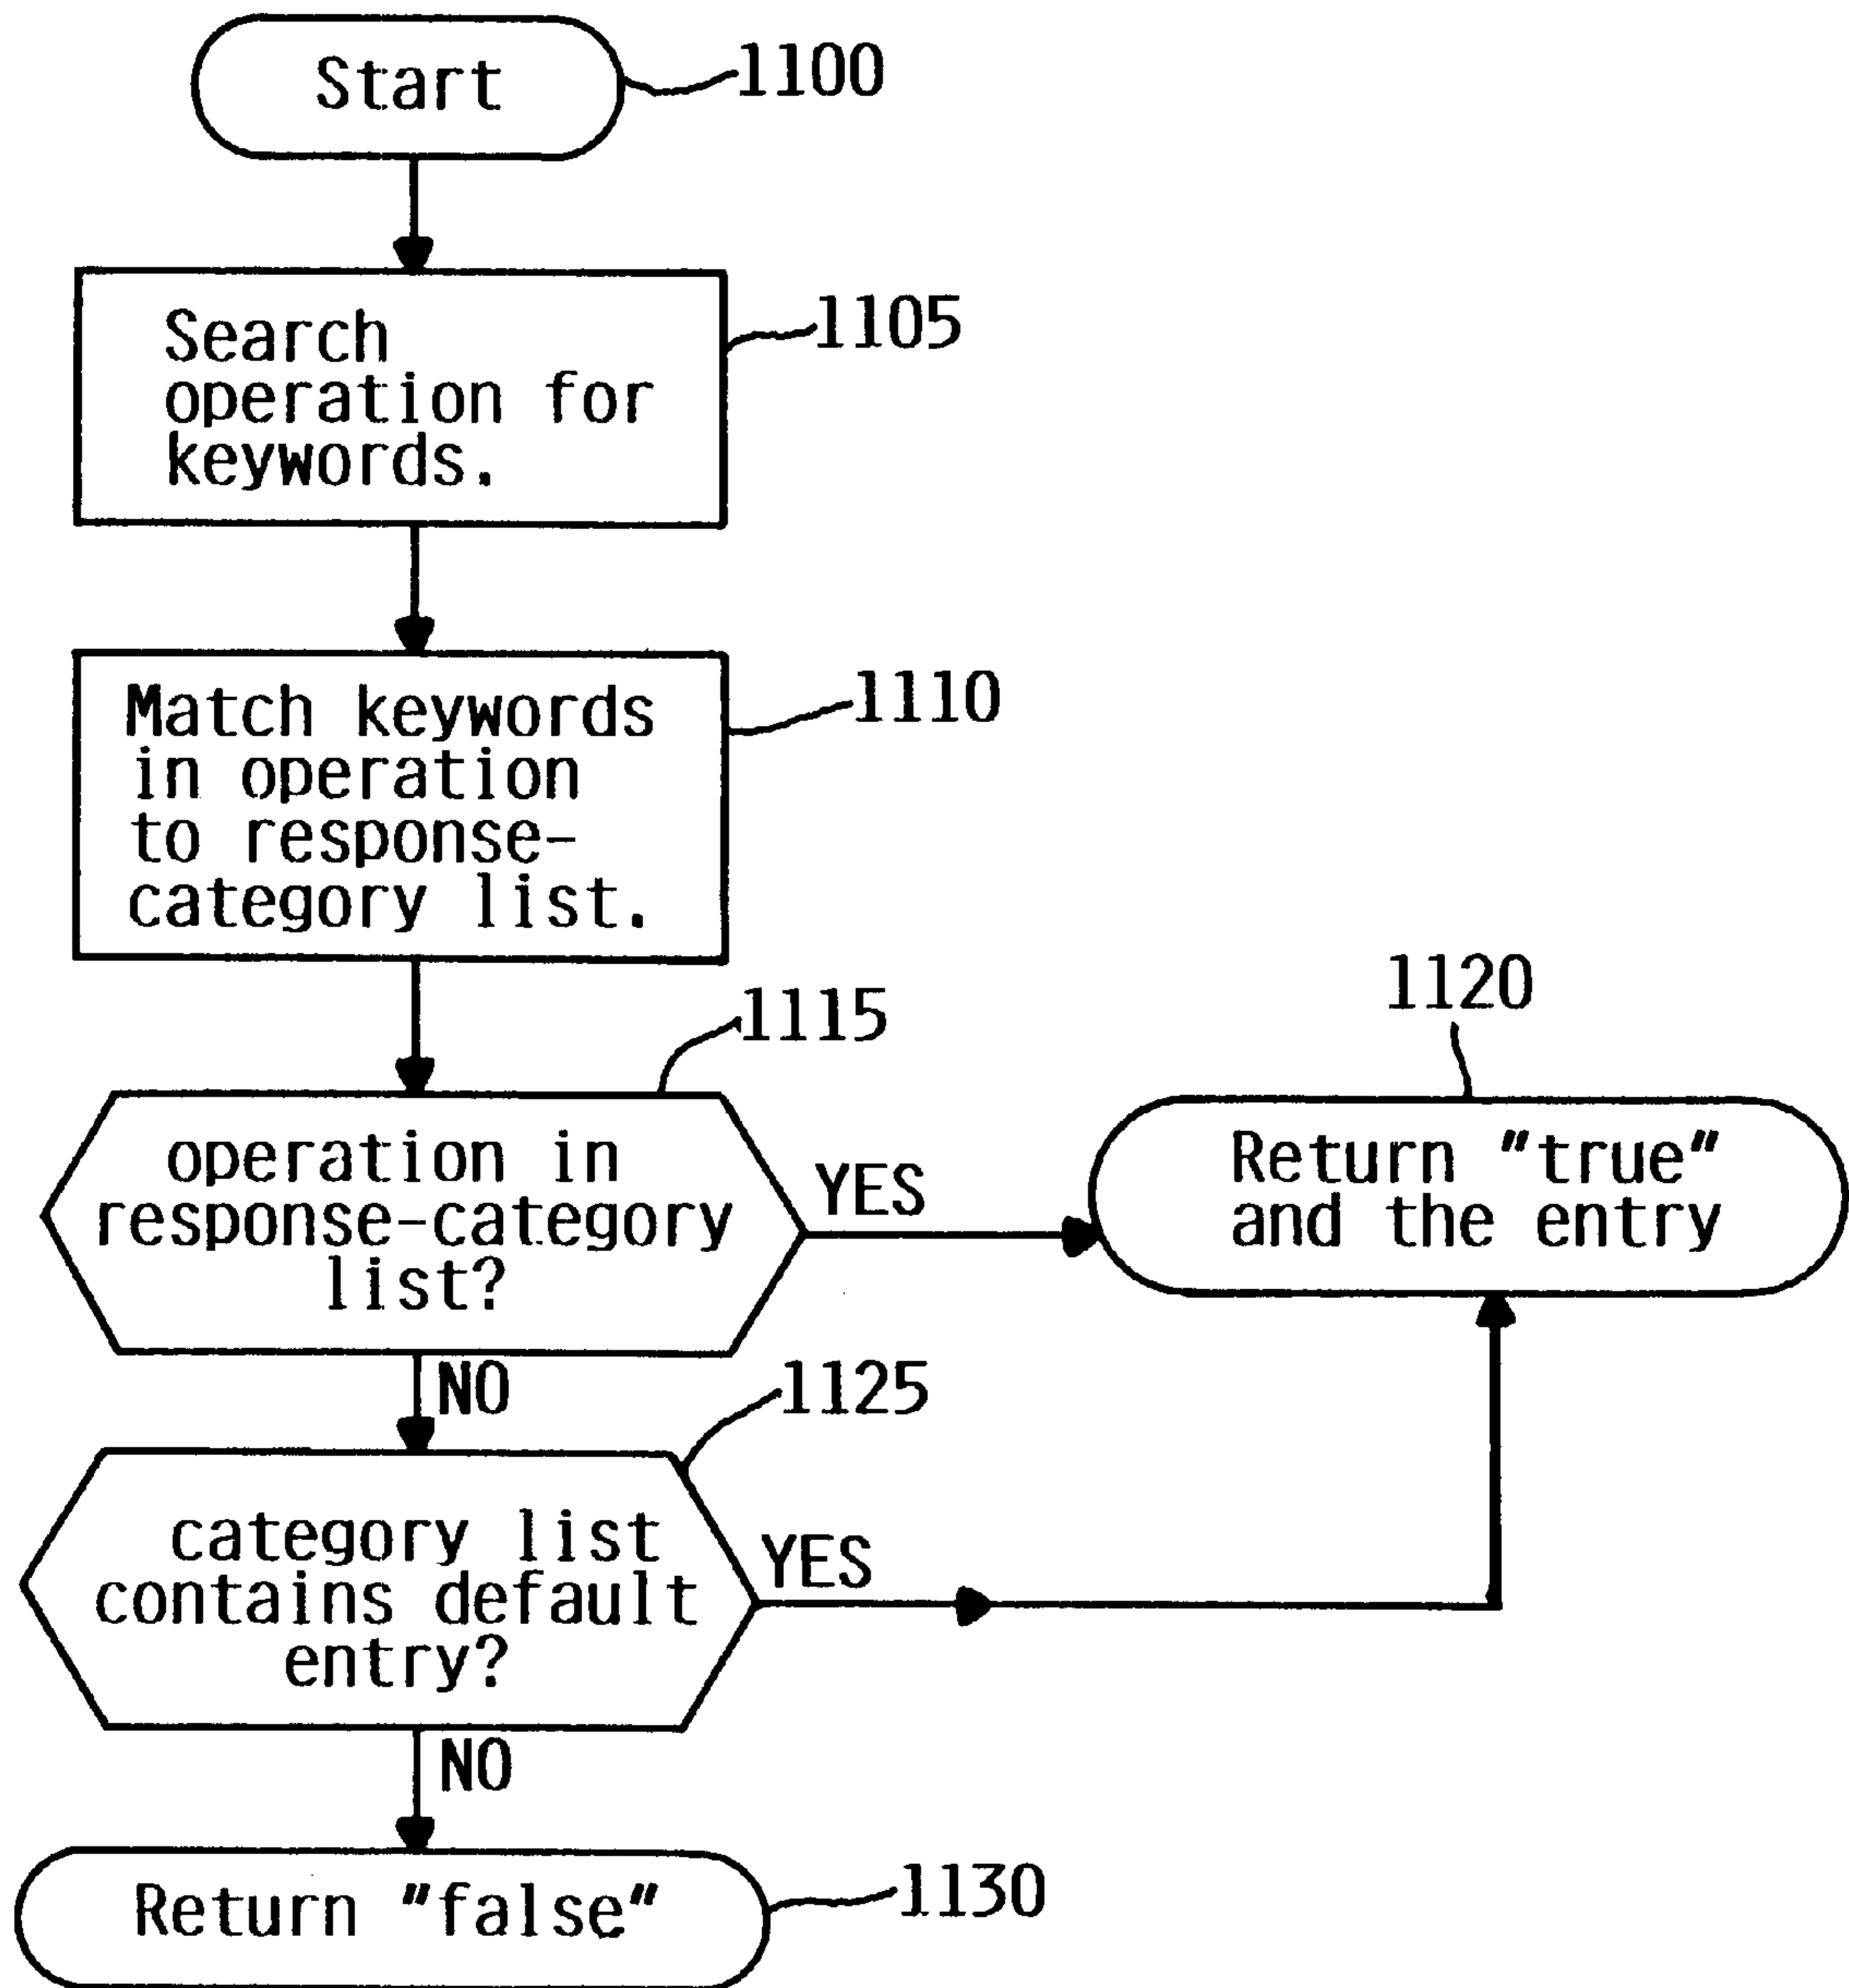 Start
1100
Search
operation for
keywords.
1105
Match keywords
in operation
to response-
category list.
1110
1115
operation in
response-category
list?
YES
1120
Return "true"
and the entry
NO
1125
category list
contains default
entry?
YES
NO
Return "false"
1130